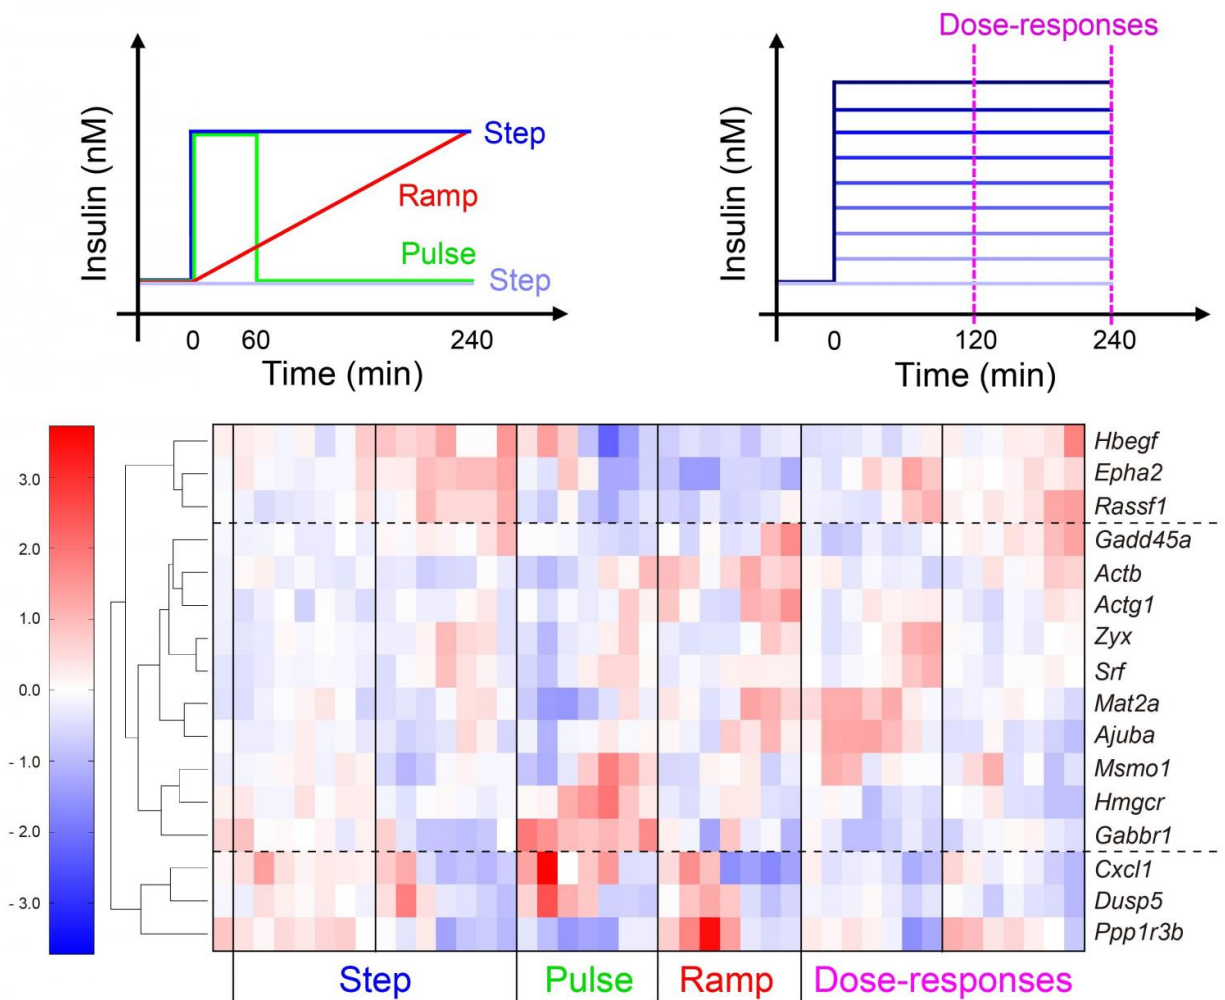 Dose-responses
Insulin (nM)
Step
Ramp
Pulse
Step
0 60 240
Time (min)
Insulin (nM)
0 120 240
Time (min)
3.0
2.0
1.0
0.0
- 1.0
- 2.0
- 3.0
Hbegf
Epha2
Rassf1
Gadd45a
Actb
Actg1
Zyx
Srf
Mat2a
Ajuba
Msmo1
Hmgcr
Gabbr1
Cxcl1
Dusp5
Ppp1r3b
Step Pulse Ramp Dose-responses